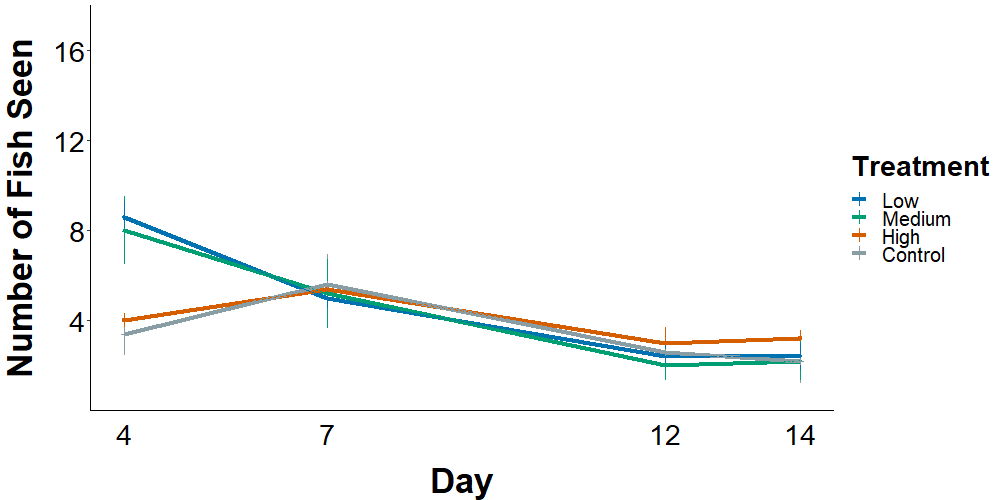 Number of Fish Seen
16
12
8
4
4 7 12 14
Day
Treatment
Low
Medium
High
Control